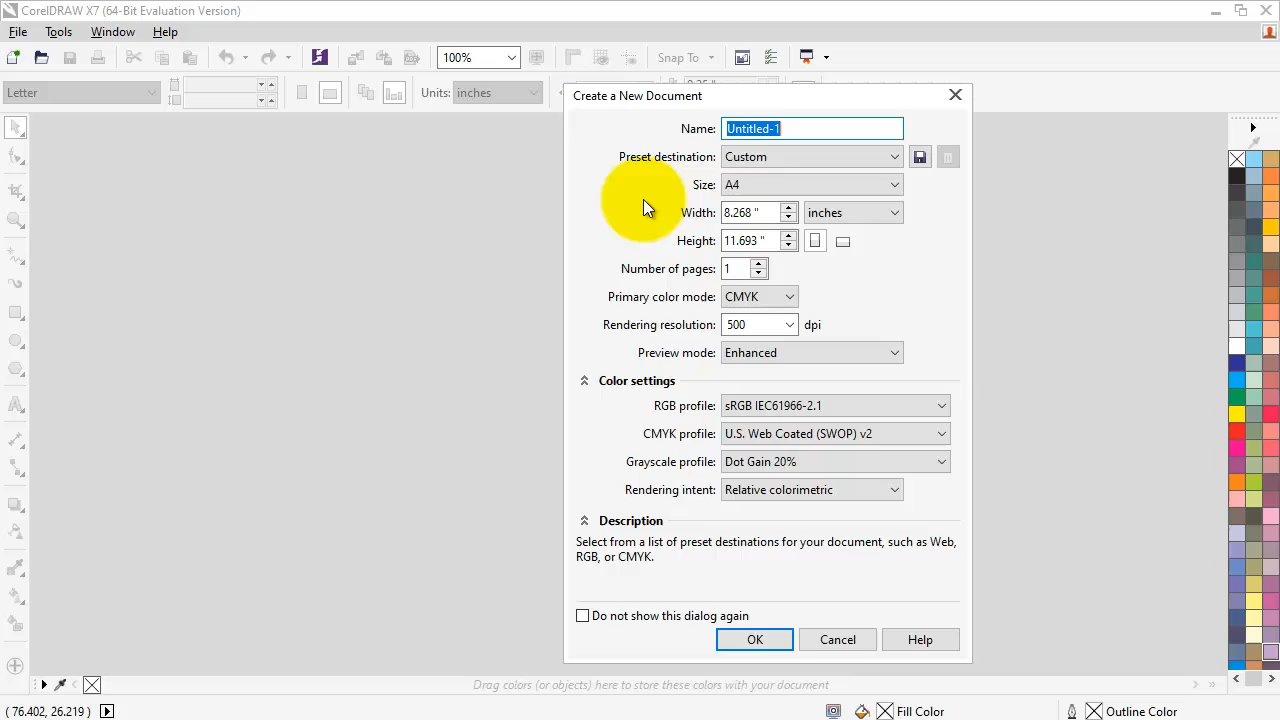 CorelDRAW X7 (64-Bit Evaluation Version)
File Tools Window Help
100% Snap To
Letter Units: inches
Create a New Document
Name: Untitled-1
Preset destination: Custom
Size: A4
Width: 8.268 " inches
Height: 11.693 "
Number of pages: 1
Primary color mode: CMYK
Rendering resolution: 500 dpi
Preview mode: Enhanced
Color settings
RGB profile: sRGB IEC61966-2.1
CMYK profile: U.S. Web Coated (SWOP) v2
Grayscale profile: Dot Gain 20%
Rendering intent: Relative colorimetric
Description
Select from a list of preset destinations for your document, such as Web,
RGB, or CMYK.
Do not show this dialog again
OK Cancel Help
Drag colors (or objects) here to store these colors with your document
( 76.402, 26.219 ) Fill Color Outline Color